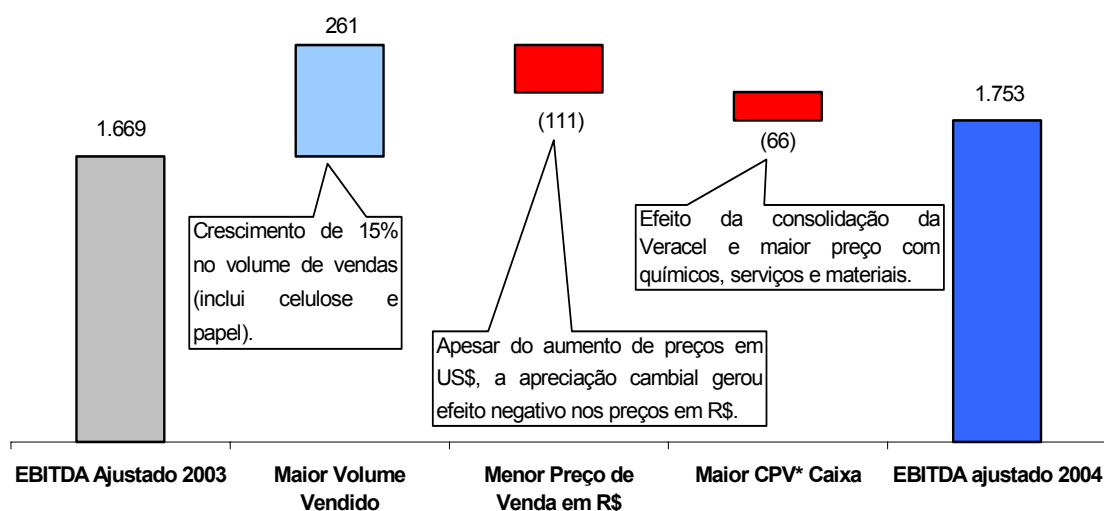 261
1.753
1.669
(111)
(66)
Crescimento de 15%
no volume de vendas
(inclui celulose e
papel).
Efeito da consolidação da
Veracel e maior preço com
químicos, serviços e materiais.
Apesar do aumento de preços em
US$, a apreciação cambial gerou
efeito negativo nos preços em R$.
EBITDA Ajustado 2003
Maior Volume
Vendido
Menor Preço de
Venda em R$
Maior CPV* Caixa
EBITDA ajustado 2004